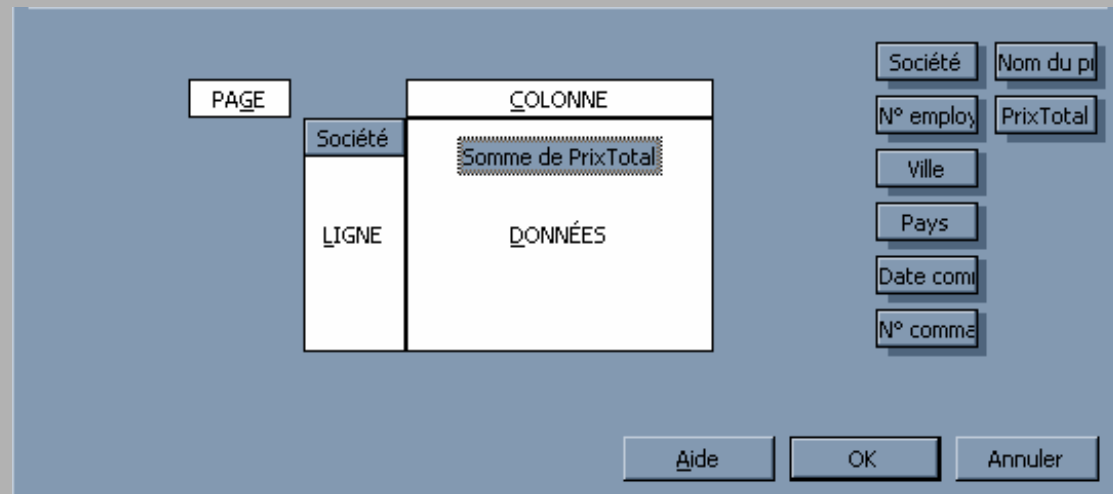 Société Nom du p
PAGE COLONNE
N° employ PrixTotal
Société
Somme de PrixTotal
Ville
Pays
LIGNE DONNÉES
Date com
N° comma
Aide OK Annuler